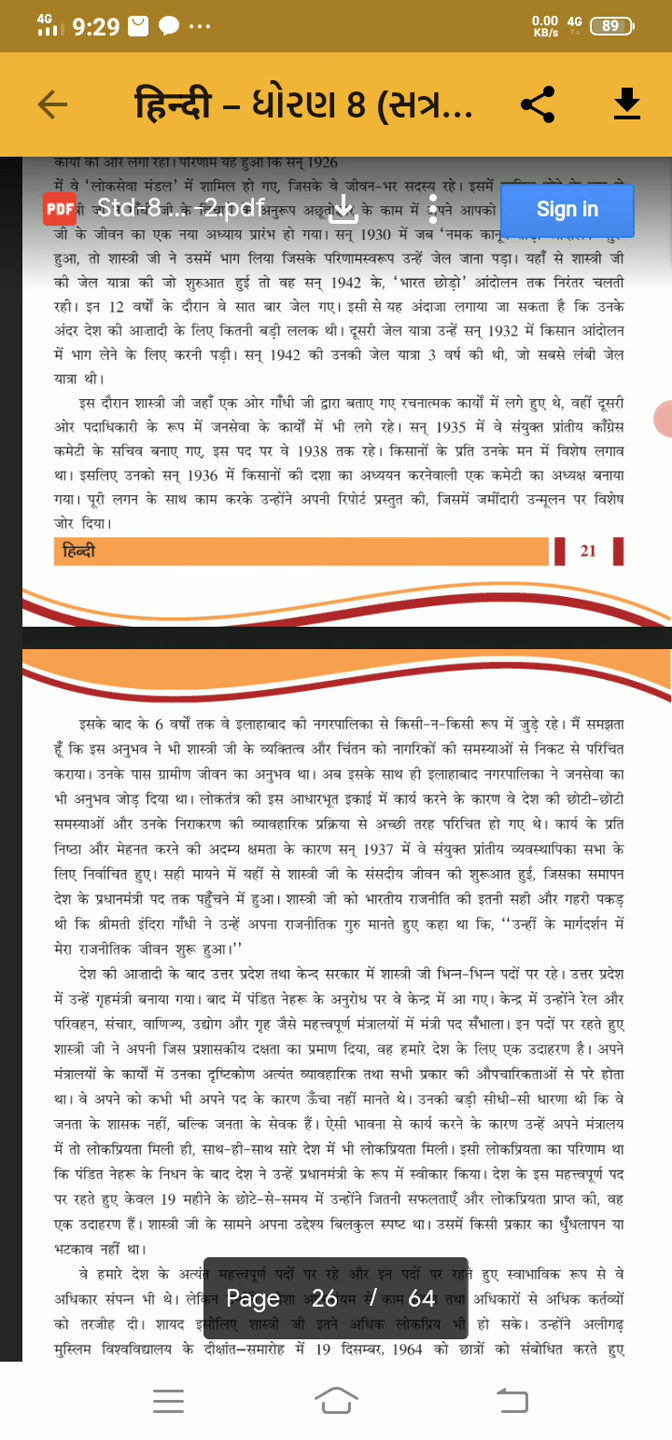 4G 9:29 ... 0.00 KB/s 4G 89
हिन्दी – ધોરણ 8 (સત્ર...
कार्यों की ओर लगा रहा। परिणाम यह हुआ कि सन् 1926
में वे ‘लोकसेवा मंडल’ में शामिल हो गए, जिसके वे जीवन-भर सदस्य रहे। इसमें
PDF Std-8... -2.pdf Sign in
जी के अनुरूप के काम में अपने आपको
जी के जीवन का एक नया अध्याय प्रारंभ हो गया। सन् 1930 में जब ‘नमक
हुआ, तो शास्त्री जी ने उसमें भाग लिया जिसके परिणामस्वरूप उन्हें जेल जाना पड़ा। यहाँ से शास्त्री जी
की जेल यात्रा की जो शुरुआत हुई तो वह सन् 1942 के, ‘भारत छोड़ो’ आंदोलन तक निरंतर चलती
रही। इन 12 वर्षों के दौरान वे सात बार जेल गए। इसी से यह अंदाजा लगाया जा सकता है कि उनके
अंदर देश की आज़ादी के लिए कितनी बड़ी ललक थी। दूसरी जेल यात्रा उन्हें सन् 1932 में किसान आंदोलन
में भाग लेने के लिए करनी पड़ी। सन् 1942 की उनकी जेल यात्रा 3 वर्ष की थी, जो सबसे लंबी जेल
यात्रा थी।
इस दौरान शास्त्री जी जहाँ एक ओर गाँधी जी द्वारा बताए गए रचनात्मक कार्यों में लगे हुए थे, वहीं दूसरी
ओर पदाधिकारी के रूप में जनसेवा के कार्यों में भी लगे रहे। सन् 1935 में वे संयुक्त प्रांतीय काँग्रेस
कमेटी के सचिव बनाए गए, इस पद पर वे 1938 तक रहे। किसानों के प्रति उनके मन में विशेष लगाव
था। इसलिए उनको सन् 1936 में किसानों की दशा का अध्ययन करनेवाली एक कमेटी का अध्यक्ष बनाया
गया। पूरी लगन के साथ काम करके उन्होंने अपनी रिपोर्ट प्रस्तुत की, जिसमें जमींदारी उन्मूलन पर विशेष
जोर दिया।
हिन्दी 21
इसके बाद के 6 वर्षों तक वे इलाहाबाद की नगरपालिका से किसी-न-किसी रूप में जुड़े रहे। मैं समझता
हूँ कि इस अनुभव ने भी शास्त्री जी के व्यक्तित्व और चिंतन को नागरिकों की समस्याओं से निकट से परिचित
कराया। उनके पास ग्रामीण जीवन का अनुभव था। अब इसके साथ ही इलाहाबाद नगरपालिका ने जनसेवा का
भी अनुभव जोड़ दिया था। लोकतंत्र की इस आधारभूत इकाई में कार्य करने के कारण वे देश की छोटी-छोटी
समस्याओं और उनके निराकरण की व्यावहारिक प्रक्रिया से अच्छी तरह परिचित हो गए थे। कार्य के प्रति
निष्ठा और मेहनत करने की अदम्य क्षमता के कारण सन् 1937 में वे संयुक्त प्रांतीय व्यवस्थापिका सभा के
लिए निर्वाचित हुए। सही मायने में यहीं से शास्त्री जी के संसदीय जीवन की शुरूआत हुई, जिसका समापन
देश के प्रधानमंत्री पद तक पहुँचने में हुआ। शास्त्री जी को भारतीय राजनीति की इतनी सही और गहरी पकड़
थी कि श्रीमती इंदिरा गाँधी ने उन्हें अपना राजनीतिक गुरु मानते हुए कहा था कि, ‘‘उन्हीं के मार्गदर्शन में
मेरा राजनीतिक जीवन शुरू हुआ।’’
देश की आज़ादी के बाद उत्तर प्रदेश तथा केन्द्र सरकार में शास्त्री जी भिन्न-भिन्न पदों पर रहे। उत्तर प्रदेश
में उन्हें गृहमंत्री बनाया गया। बाद में पंडित नेहरू के अनुरोध पर वे केन्द्र में आ गए। केन्द्र में उन्होंने रेल और
परिवहन, संचार, वाणिज्य, उद्योग और गृह जैसे महत्त्वपूर्ण मंत्रालयों में मंत्री पद सँभाला। इन पदों पर रहते हुए
शास्त्री जी ने अपनी जिस प्रशासकीय दक्षता का प्रमाण दिया, वह हमारे देश के लिए एक उदाहरण है। अपने
मंत्रालयों के कार्यों में उनका दृष्टिकोण अत्यंत व्यावहारिक तथा सभी प्रकार की औपचारिकताओं से परे होता
था। वे अपने को कभी भी अपने पद के कारण ऊँचा नहीं मानते थे। उनकी बड़ी सीधी-सी धारणा थी कि वे
जनता के शासक नहीं, बल्कि जनता के सेवक हैं। ऐसी भावना से कार्य करने के कारण उन्हें अपने मंत्रालय
में तो लोकप्रियता मिली ही, साथ-ही-साथ सारे देश में भी लोकप्रियता मिली। इसी लोकप्रियता का परिणाम था
कि पंडित नेहरू के निधन के बाद देश ने उन्हें प्रधानमंत्री के रूप में स्वीकार किया। देश के इस महत्त्वपूर्ण पद
पर रहते हुए केवल 19 महीने के छोटे-से-समय में उन्होंने जितनी सफलताएँ और लोकप्रियता प्राप्त की, वह
एक उदाहरण हैं। शास्त्री जी के सामने अपना उद्देश्य बिलकुल स्पष्ट था। उसमें किसी प्रकार का धुँधलापन या
भटकाव नहीं था।
वे हमारे देश के अत्यंत महत्त्वपूर्ण पदों पर रहे और इन पदों पर रहते हुए स्वाभाविक रूप से वे
अधिकार संपन्न भी थे। लेकिन से काम तथा अधिकारों से अधिक कर्तव्यों
Page 26 / 64
को तरजीह दी। शायद इसीलिए शास्त्री जी इतने अधिक लोकप्रिय भी हो सके। उन्होंने अलीगढ़
मुस्लिम विश्वविद्यालय के दीक्षांत-समारोह में 19 दिसम्बर, 1964 को छात्रों को संबोधित करते हुए